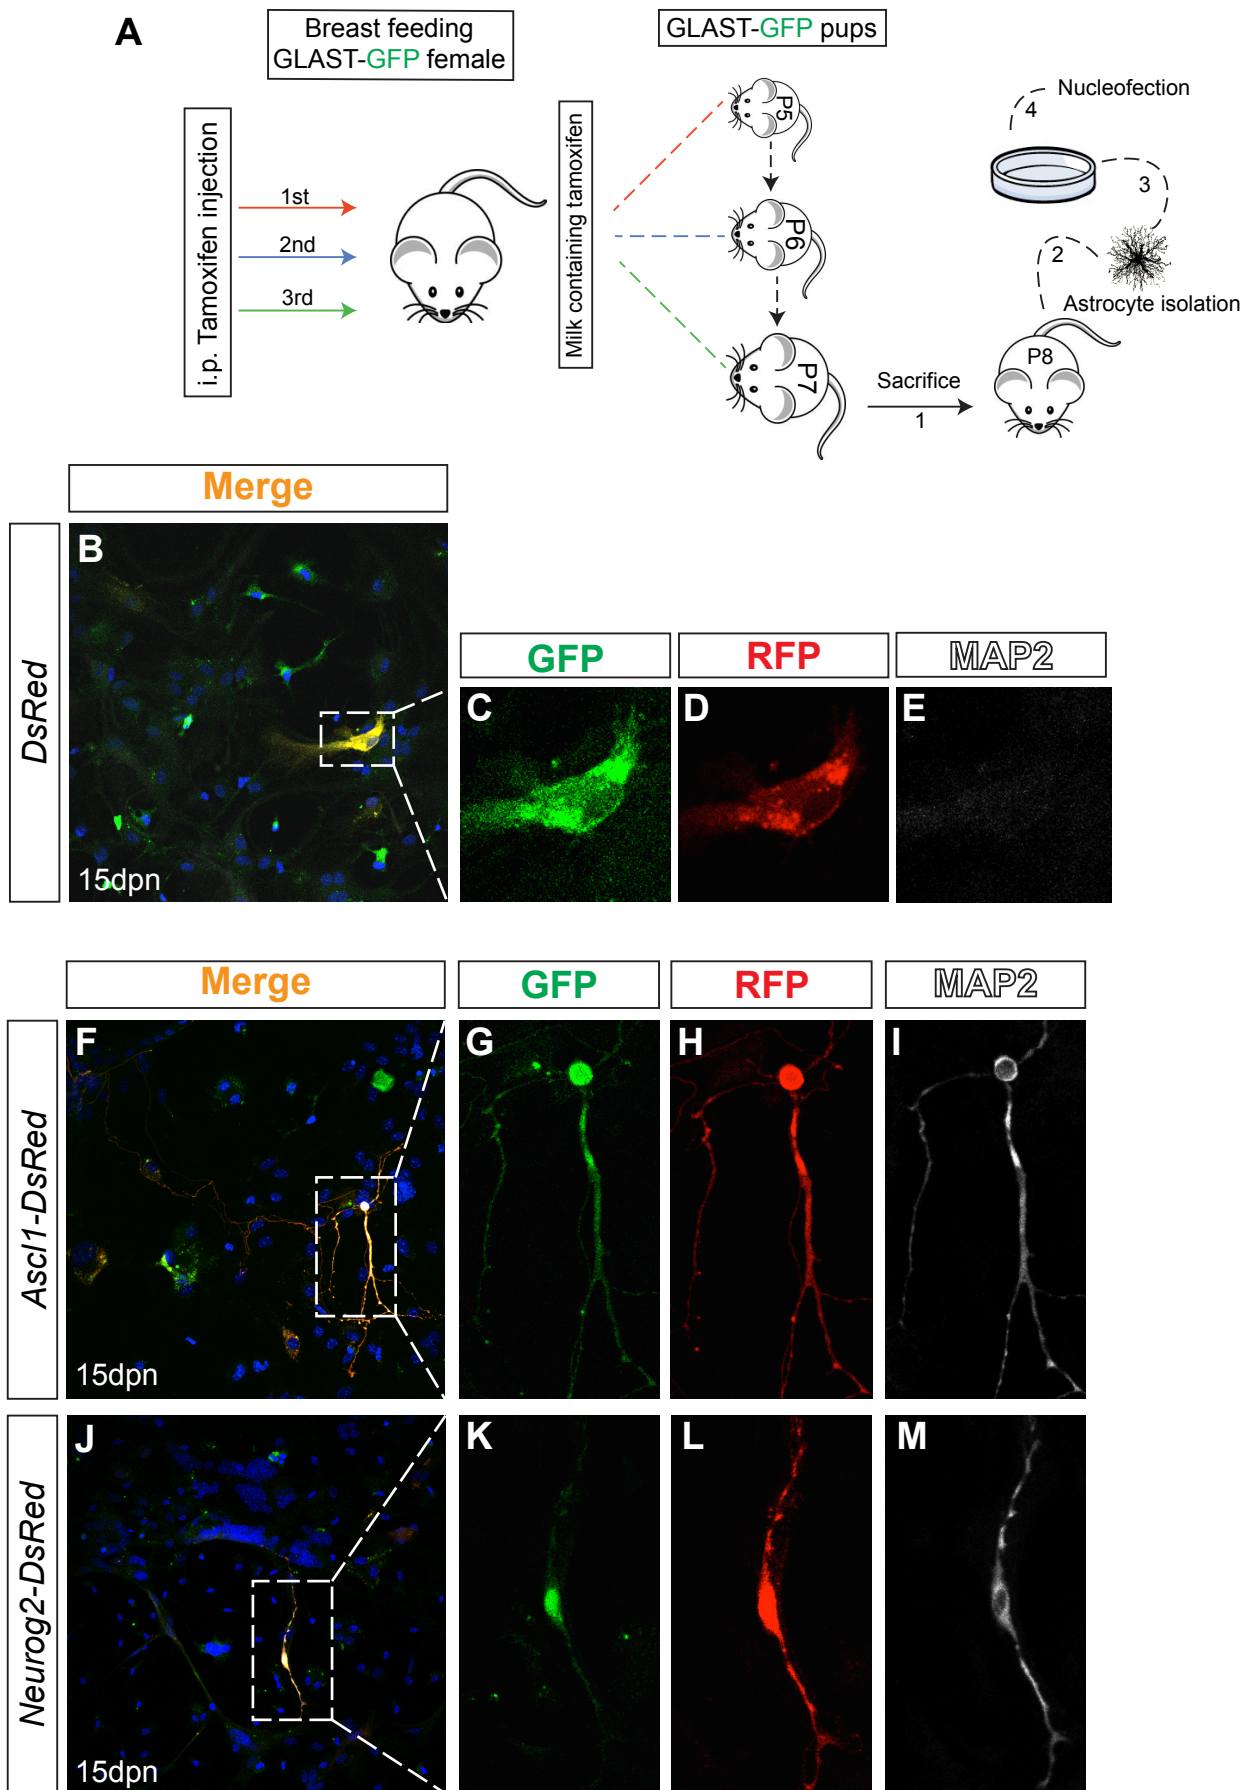 A
Breast feeding
GLAST-GFP female
GLAST-GFP pups
i.p. Tamoxifen injection
1st
2nd
3rd
Milk containing tamoxifen
P5
P6
P7
Sacrifice
1
P8
2
Astrocyte isolation
3
4
Nucleofection
Merge
DsRed
B
15dpn
GFP
RFP
MAP2
C
D
E
Merge
GFP
RFP
MAP2
Ascl1-DsRed
F
15dpn
G
H
I
Neurog2-DsRed
J
15dpn
K
L
M